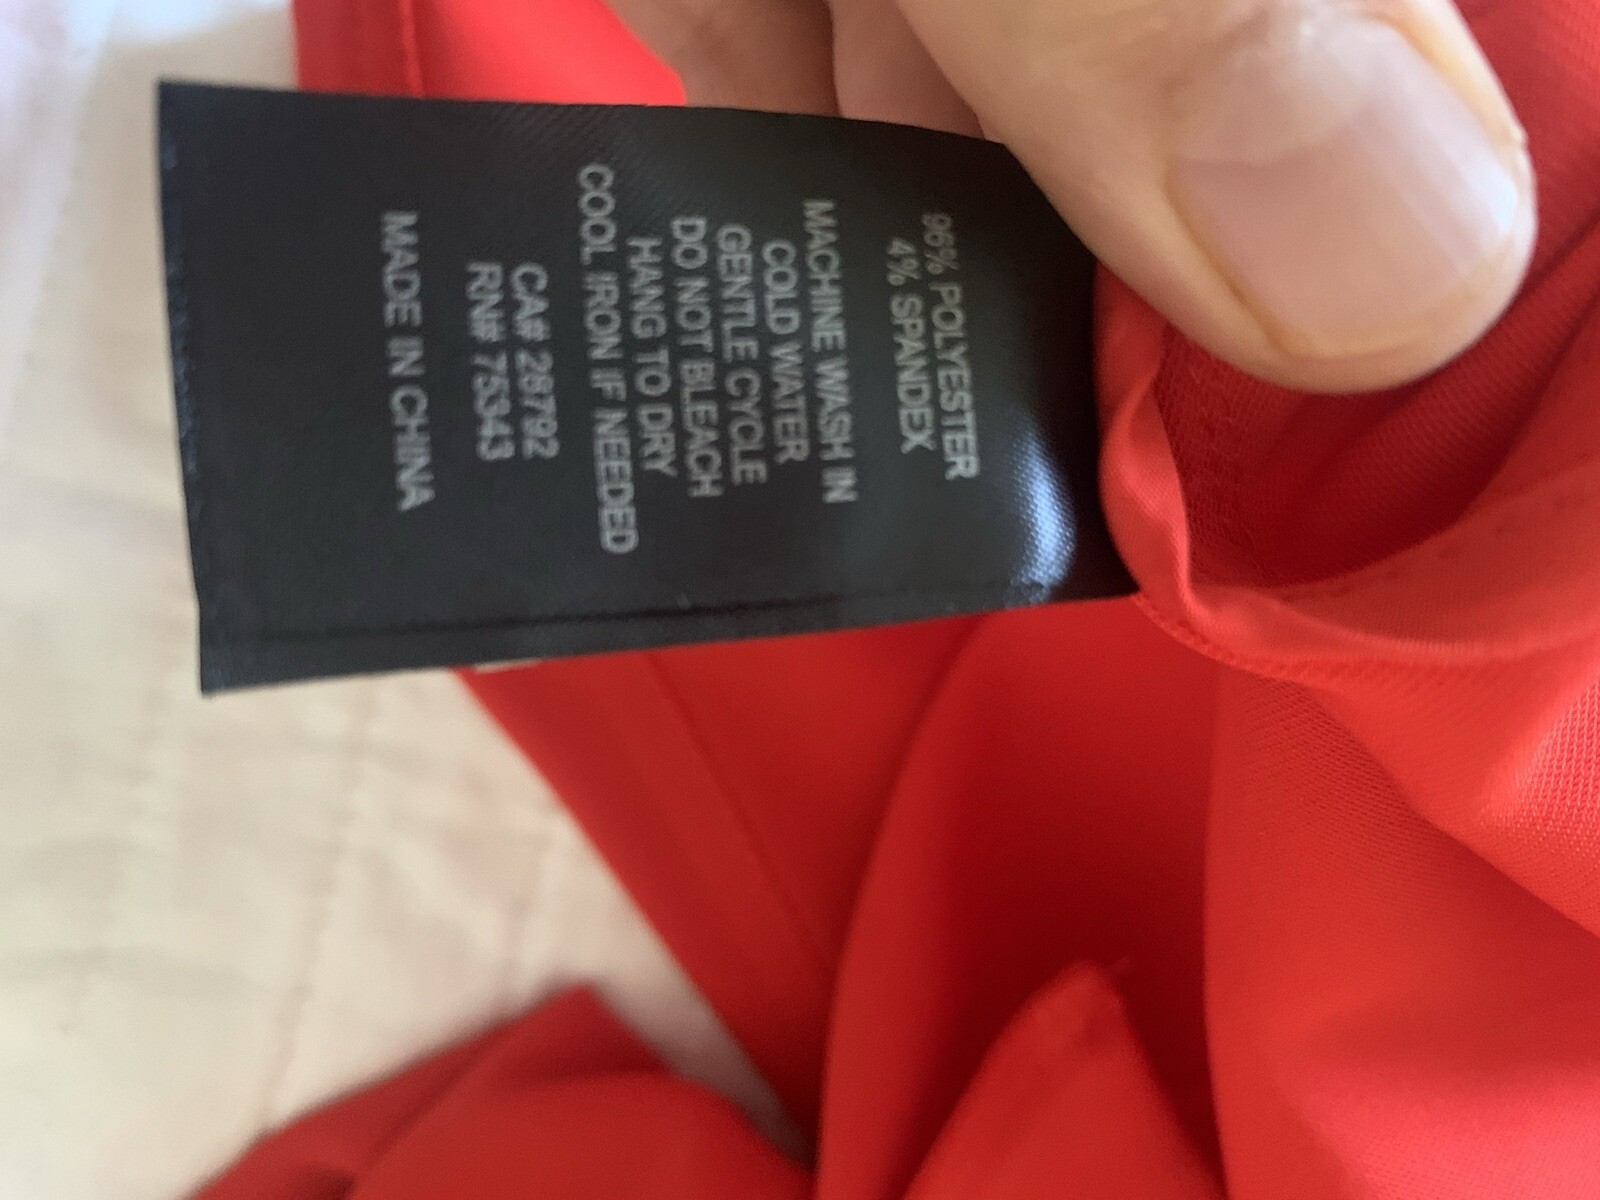 96% POLYESTER
4% SPANDEX
MACHINE WASH IN
COLD WATER
GENTLE CYCLE
DO NOT BLEACH
HANG TO DRY
COOL IRON IF NEEDED
CA# 28792
RN# 75343
MADE IN CHINA